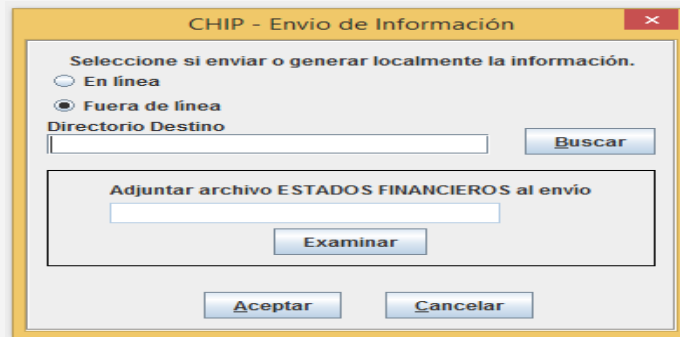 CHIP - Envio de Información
Seleccione si enviar o generar localmente la información.
En línea
Fuera de línea
Directorio Destino
Buscar
Adjuntar archivo ESTADOS FINANCIEROS al envío
Examinar
Aceptar
Cancelar